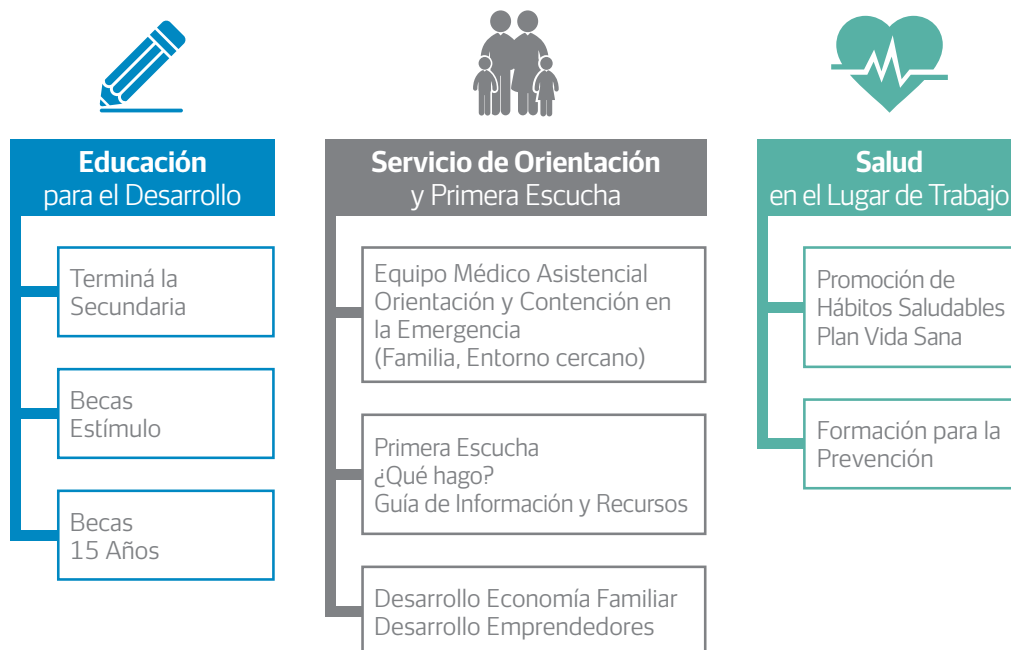 Educación
para el Desarrollo
Terminá la
Secundaria
Becas
Estímulo
Becas
15 Años
Servicio de Orientación
y Primera Escucha
Equipo Médico Asistencial
Orientación y Contención en
la Emergencia
(Familia, Entorno cercano)
Primera Escucha
¿Qué hago?
Guía de Información y Recursos
Desarrollo Economía Familiar
Desarrollo Emprendedores
Salud
en el Lugar de Trabajo
Promoción de
Hábitos Saludables
Plan Vida Sana
Formación para la
Prevención